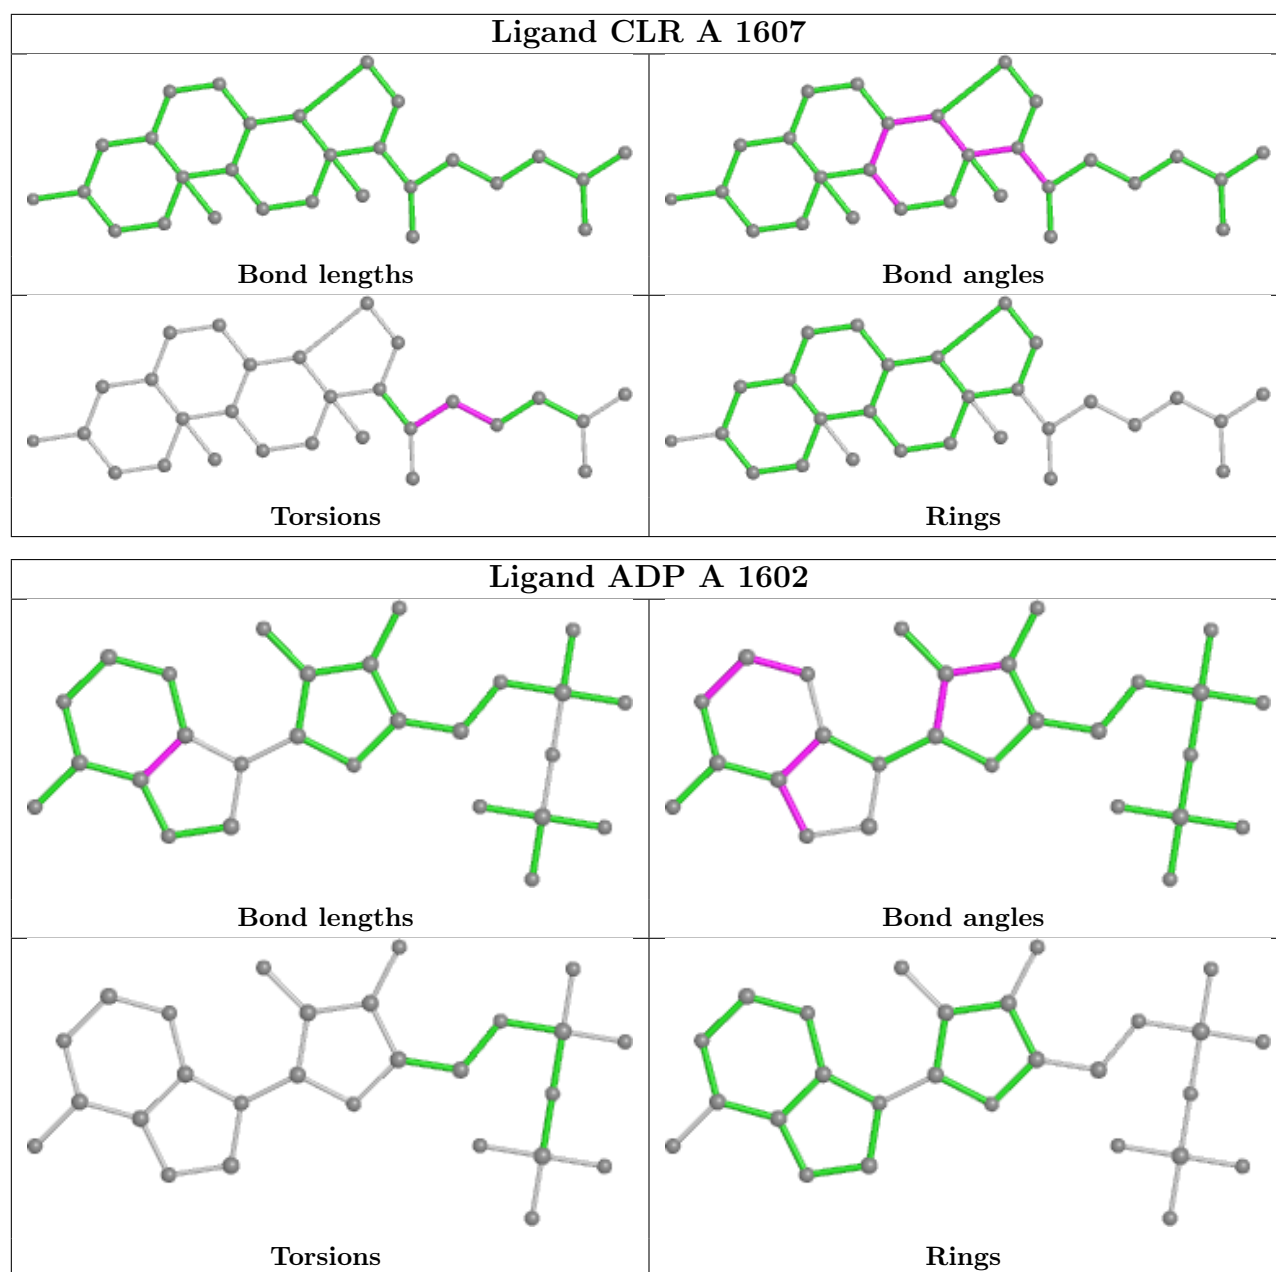 Ligand CLR A 1607
Bond lengths
Bond angles
Torsions
Rings
Ligand ADP A 1602
Bond lengths
Bond angles
Torsions
Rings